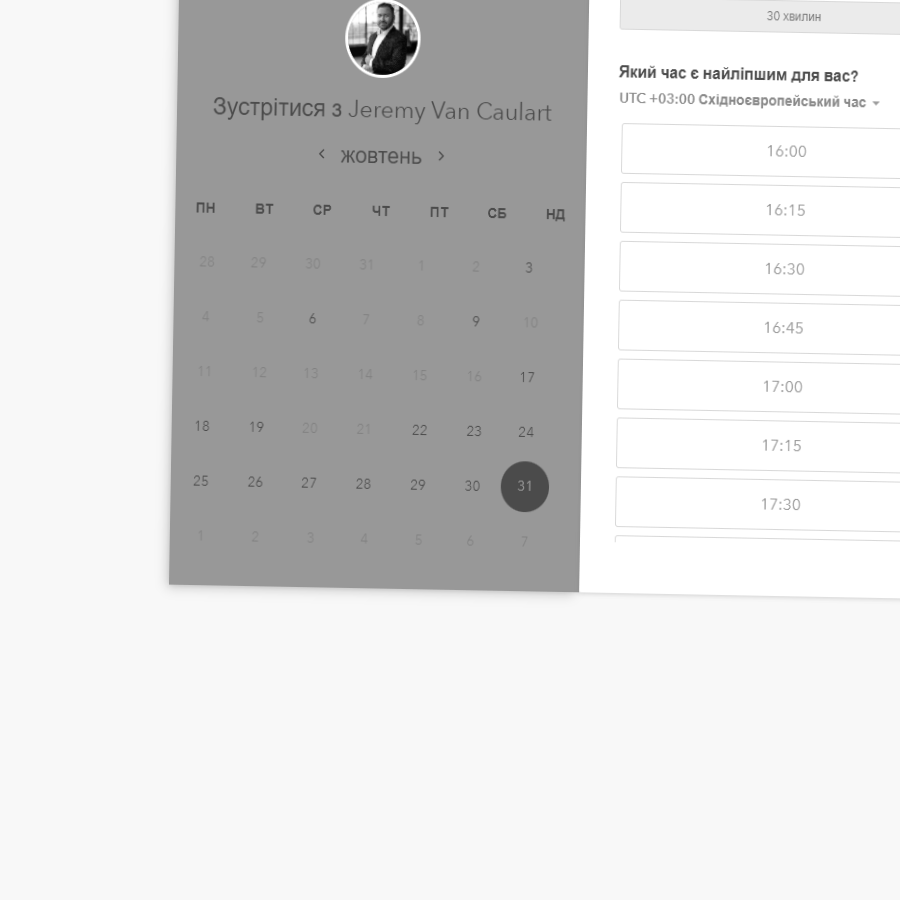 Зустрітися з Jeremy Van Caulart
жовтень
ПН ВТ СР ЧТ ПТ СБ НД
28 29 30 31 1 2 3
4 5 6 7 8 9 10
11 12 13 14 15 16 17
18 19 20 21 22 23 24
25 26 27 28 29 30 31
1 2 3 4 5 6 7
30 хвилин
Який час є найліпшим для вас?
UTC +03:00 Східноєвропейський час
16:00
16:15
16:30
16:45
17:00
17:15
17:30